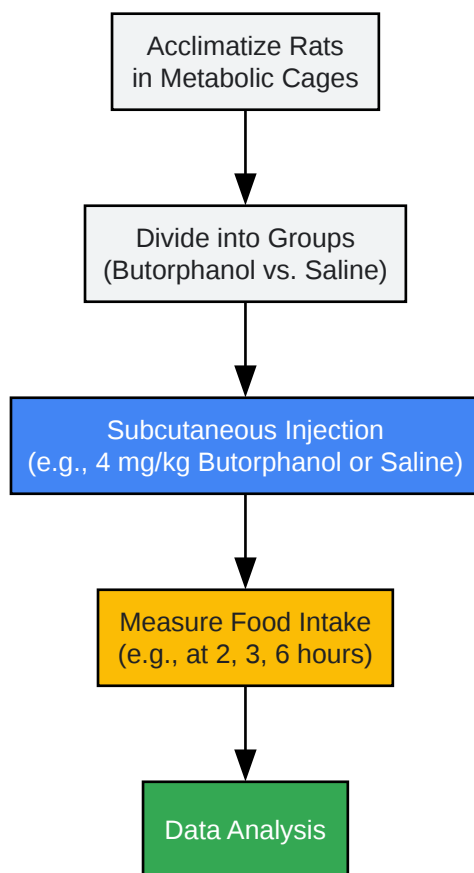 Acclimatize Rats
in Metabolic Cages
Divide into Groups
(Butorphanol vs. Saline)
Subcutaneous Injection
(e.g., 4 mg/kg Butorphanol or Saline)
Measure Food Intake
(e.g., at 2, 3, 6 hours)
Data Analysis